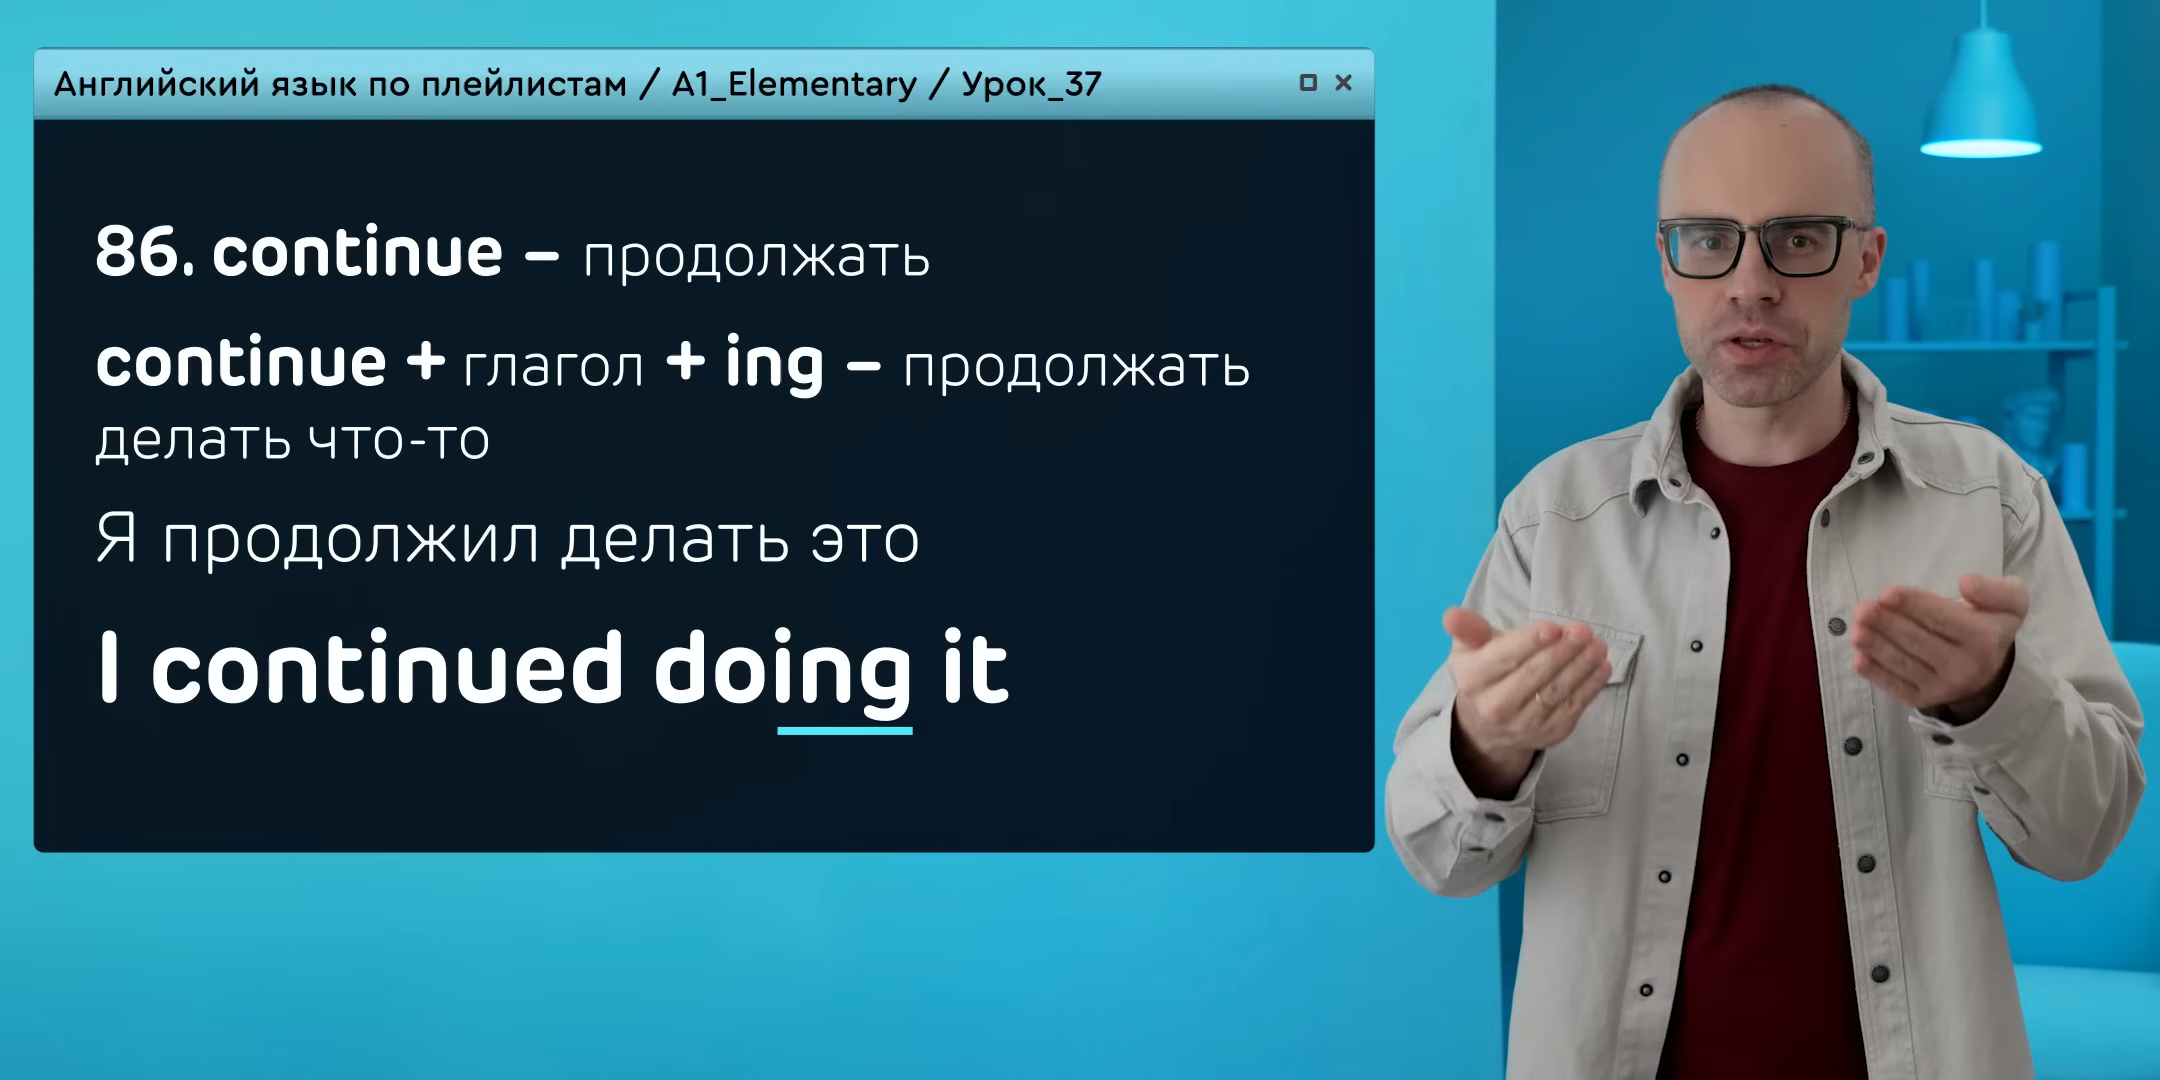 Английский язык по плейлистам / A1_Elementary / Урок_37
86. continue – продолжать
continue + глагол + ing – продолжать
делать что-то
Я продолжил делать это
I continued doing it